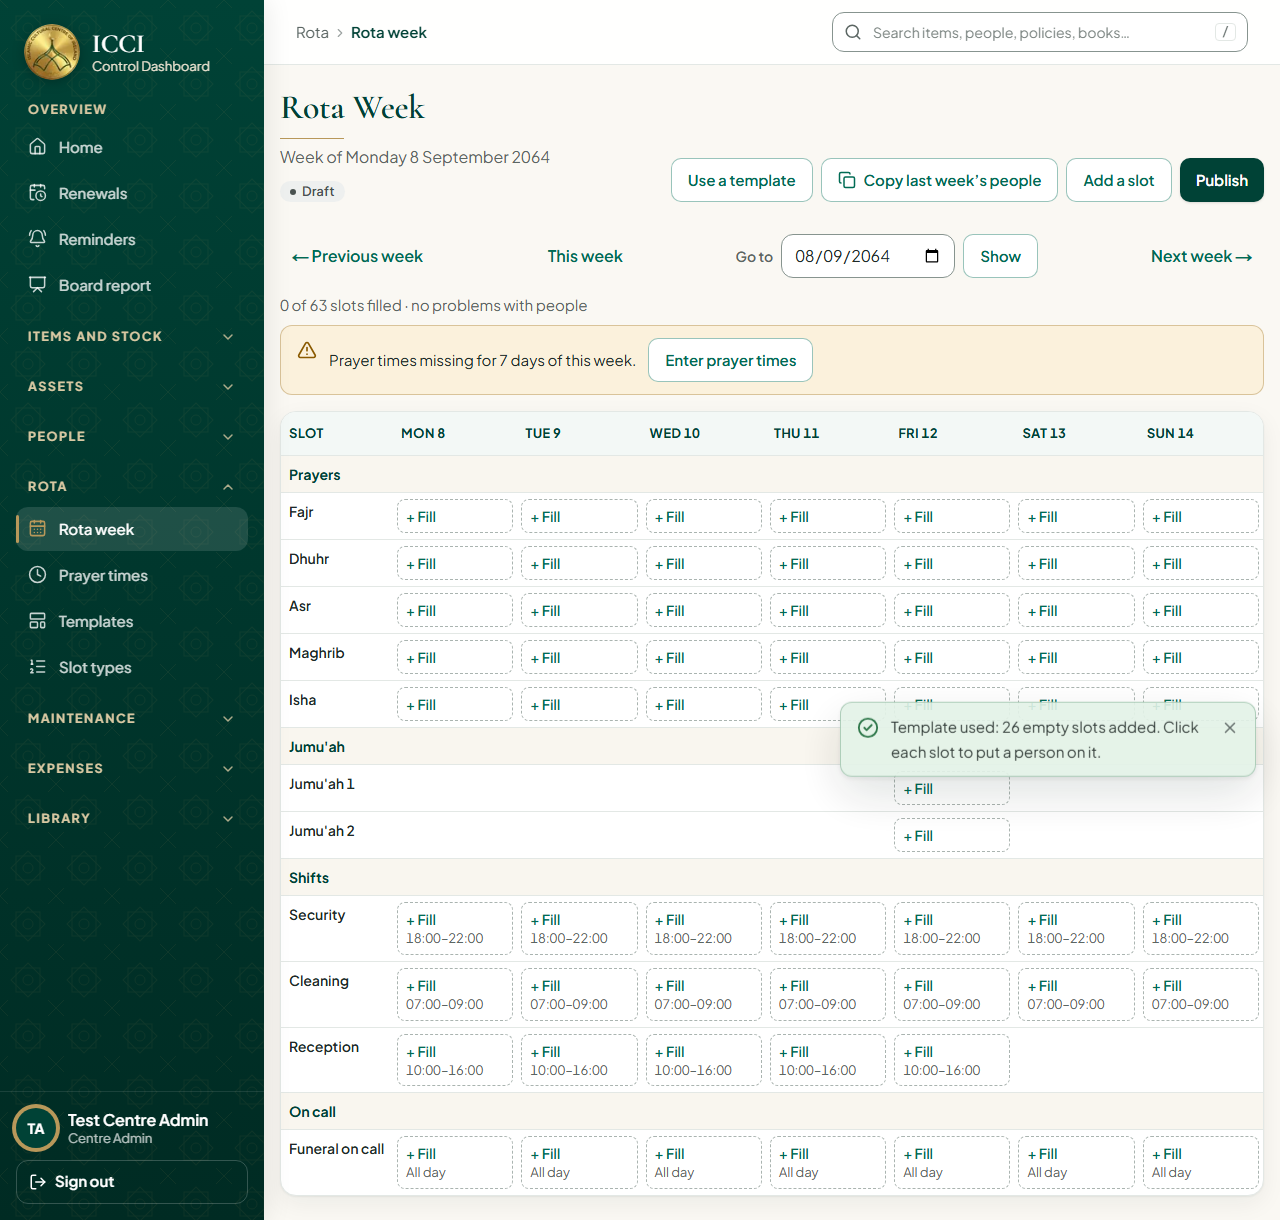 ICCI
Control Dashboard
OVERVIEW
Home
Renewals
Reminders
Board report
ITEMS AND STOCK
ASSETS
PEOPLE
ROTA
Rota week
Prayer times
Templates
Slot types
MAINTENANCE
EXPENSES
LIBRARY
TA
Test Centre Admin
Centre Admin
Sign out
Rota > Rota week
Search items, people, policies, books… /
Rota Week
Week of Monday 8 September 2064
Draft
Use a template Copy last week’s people Add a slot Publish
← Previous week This week Go to 08/09/2064 Show Next week →
0 of 63 slots filled · no problems with people
Prayer times missing for 7 days of this week. Enter prayer times
SLOT MON 8 TUE 9 WED 10 THU 11 FRI 12 SAT 13 SUN 14
Prayers
Fajr + Fill + Fill + Fill + Fill + Fill + Fill + Fill
Dhuhr + Fill + Fill + Fill + Fill + Fill + Fill + Fill
Asr + Fill + Fill + Fill + Fill + Fill + Fill + Fill
Maghrib + Fill + Fill + Fill + Fill + Fill + Fill + Fill
Isha + Fill + Fill + Fill + Fill + Fill + Fill + Fill
Jumu'ah
Template used: 26 empty slots added. Click
each slot to put a person on it.
Jumu'ah 1 + Fill
Jumu'ah 2 + Fill
Shifts
Security + Fill + Fill + Fill + Fill + Fill + Fill + Fill
18:00–22:00 18:00–22:00 18:00–22:00 18:00–22:00 18:00–22:00 18:00–22:00 18:00–22:00
Cleaning + Fill + Fill + Fill + Fill + Fill + Fill + Fill
07:00–09:00 07:00–09:00 07:00–09:00 07:00–09:00 07:00–09:00 07:00–09:00 07:00–09:00
Reception + Fill + Fill + Fill + Fill + Fill
10:00–16:00 10:00–16:00 10:00–16:00 10:00–16:00 10:00–16:00
On call
Funeral on call + Fill + Fill + Fill + Fill + Fill + Fill + Fill
All day All day All day All day All day All day All day